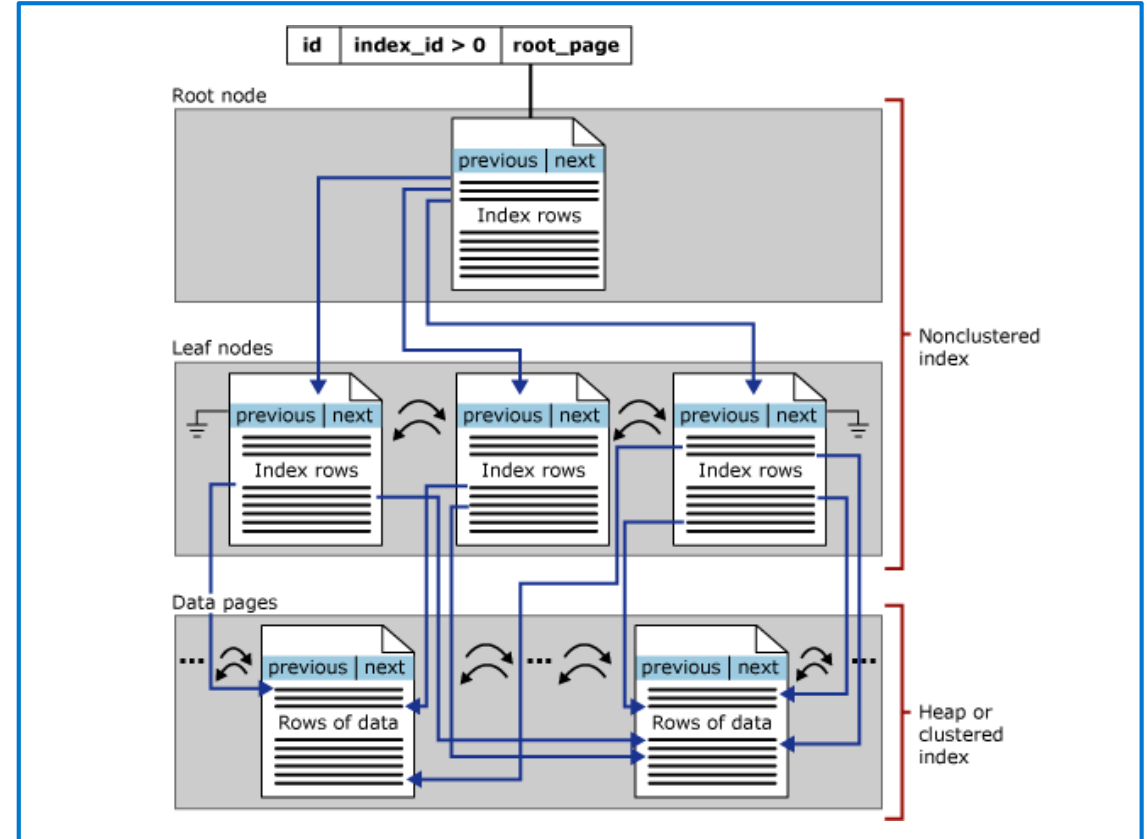 id index_id > 0 root_page
Root node
previous next
Index rows
Nonclustered
index
Leaf nodes
previous next previous next previous next
Index rows Index rows Index rows
Data pages
... ... ...
previous next previous next
Rows of data Rows of data
Heap or
clustered
index